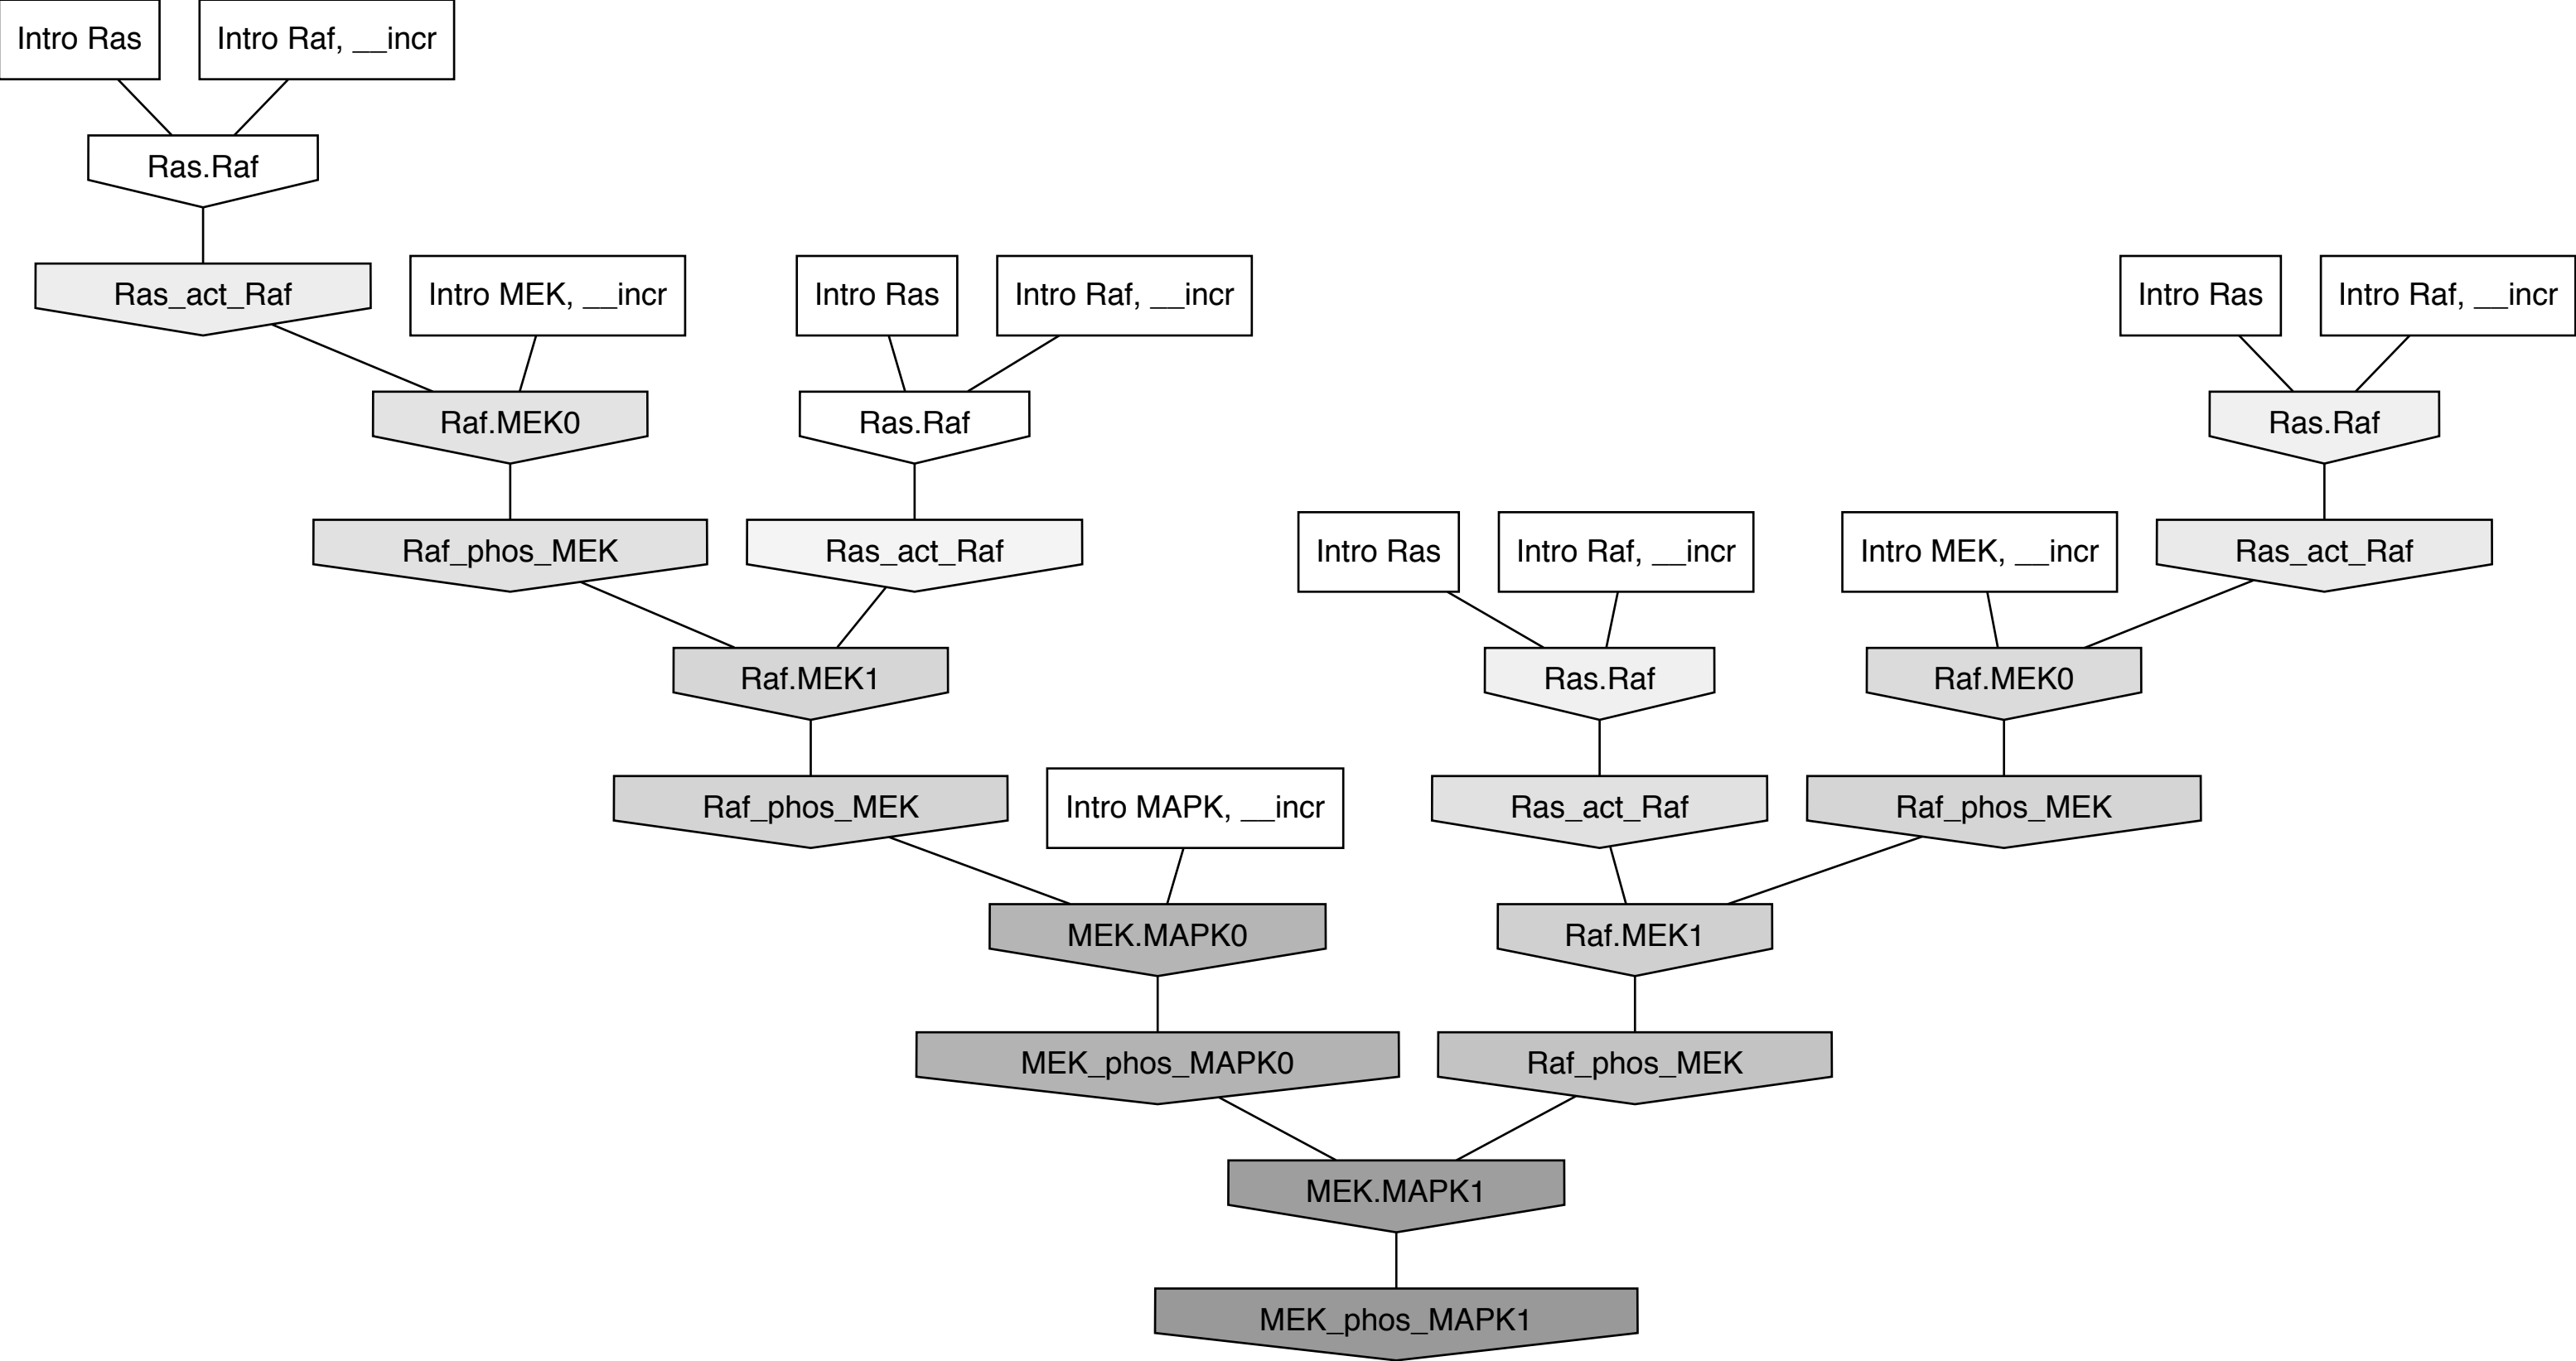 Intro Ras
Intro Raf, __incr
Ras.Raf
Ras_act_Raf
Intro MEK, __incr
Intro Ras
Intro Raf, __incr
Intro Ras
Intro Raf, __incr
Raf.MEK0
Ras.Raf
Ras.Raf
Raf_phos_MEK
Ras_act_Raf
Intro Ras
Intro Raf, __incr
Intro MEK, __incr
Ras_act_Raf
Raf.MEK1
Ras.Raf
Raf.MEK0
Raf_phos_MEK
Intro MAPK, __incr
Ras_act_Raf
Raf_phos_MEK
MEK.MAPK0
Raf.MEK1
MEK_phos_MAPK0
Raf_phos_MEK
MEK.MAPK1
MEK_phos_MAPK1